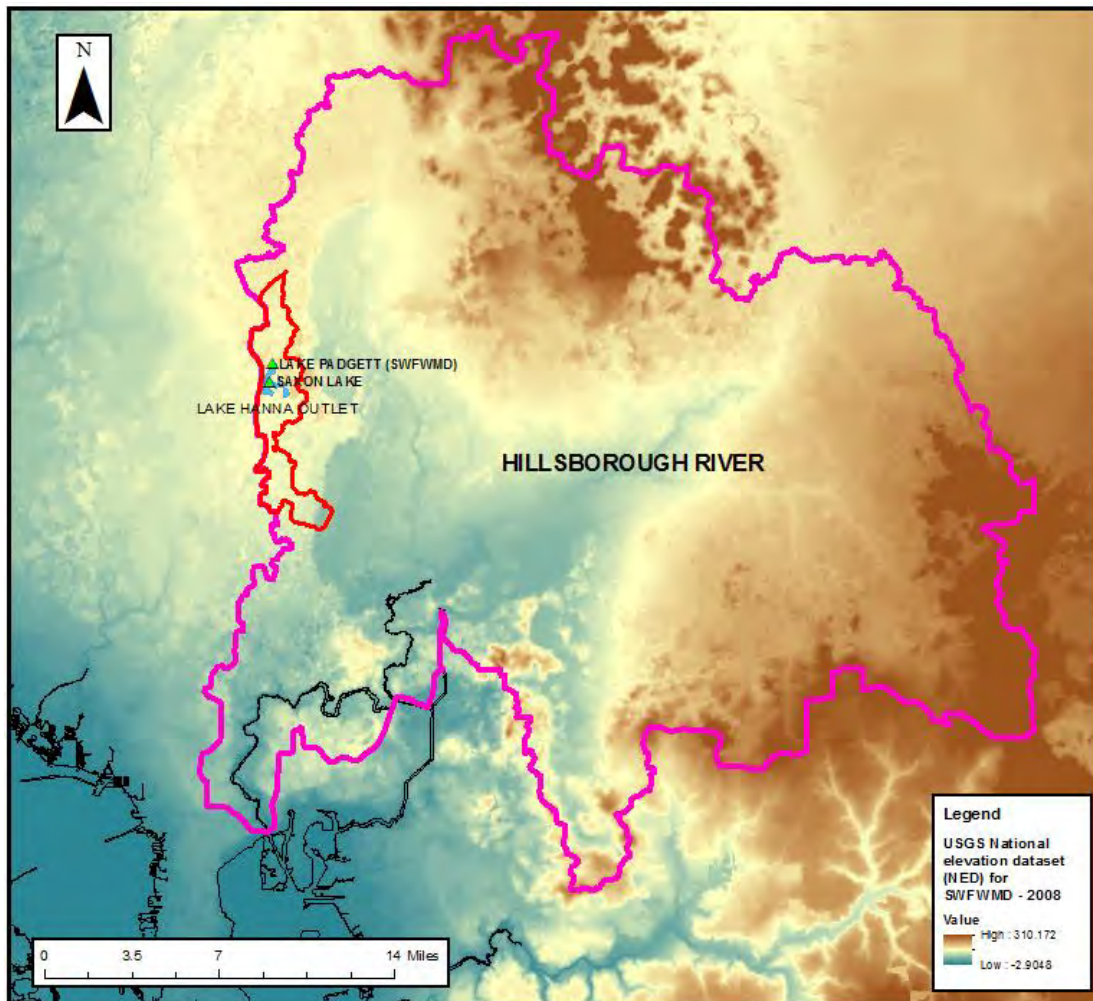 N
LAKE PADGETT (SWFWMD)
SAXON LAKE
LAKE HANNA OUTLET
HILLSBOROUGH RIVER
Legend
USGS National
elevation dataset
(NED) for
SWFWMD - 2008
Value
High : 310.172
Low : -2.9048
0 3.5 7 14 Miles